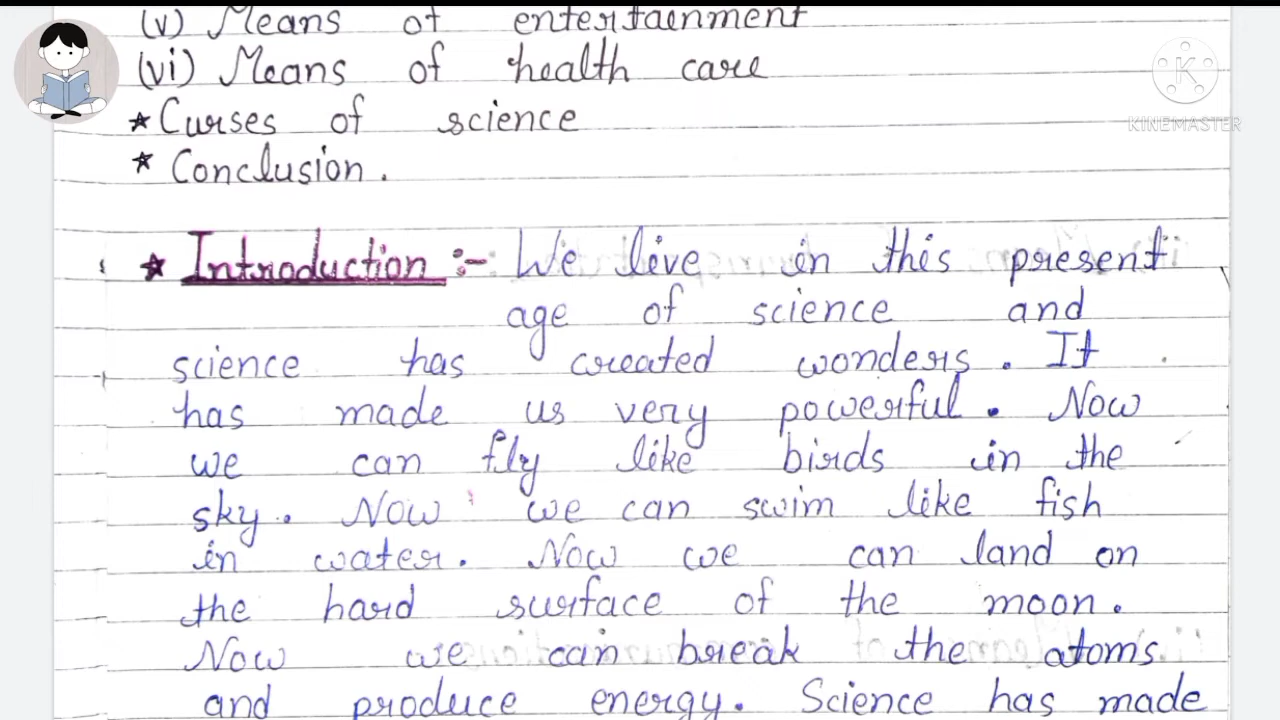 (v) Means of entertainment
(vi) Means of health care
KINEMASTER
* Curses of science
* Conclusion.
* Introduction :- We live in this present
age of science and
science has created wonders. It
has made us very powerful. Now
we can fly like birds in the
sky. Now we can swim like fish
in water. Now we can land on
the hard surface of the moon.
Now we can break the atoms
and produce energy. Science has made